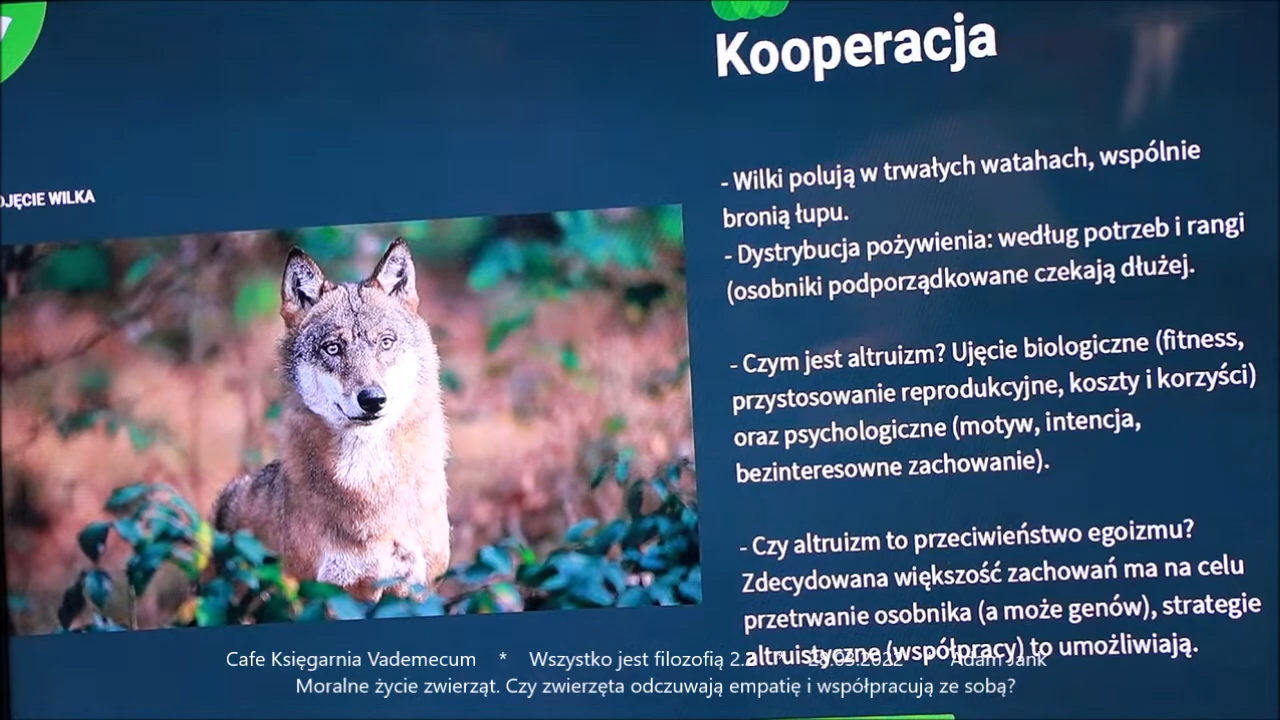 Kooperacja
JĘCIE WILKA
- Wilki polują w trwałych watahach, wspólnie
bronią łupu.
- Dystrybucja pożywienia: według potrzeb i rangi
(osobniki podporządkowane czekają dłużej.
- Czym jest altruizm? Ujęcie biologiczne (fitness,
przystosowanie reprodukcyjne, koszty i korzyści)
oraz psychologiczne (motyw, intencja,
bezinteresowne zachowanie).
- Czy altruizm to przeciwieństwo egoizmu?
Zdecydowana większość zachowań ma na celu
przetrwanie osobnika (a może genów), strategie
altruistyczne (współpracy) to umożliwiają.
Cafe Księgarnia Vademecum * Wszystko jest filozofią 2.2 * 28.03.2022 * Adam Jank
Moralne życie zwierząt. Czy zwierzęta odczuwają empatię i współpracują ze sobą?